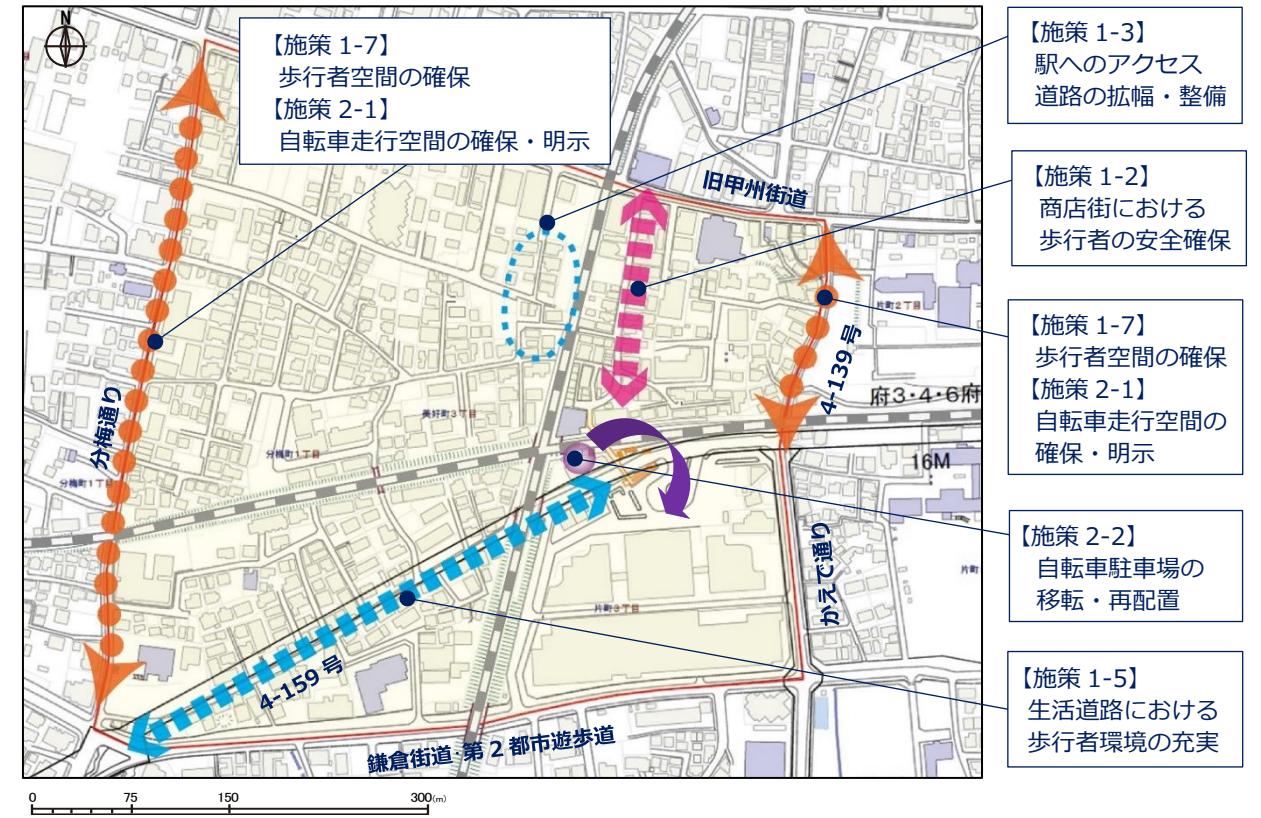 N
【施策 1-7】
歩行者空間の確保
【施策 2-1】
自転車走行空間の確保・明示
【施策 1-3】
駅へのアクセス
道路の拡幅・整備
【施策 1-2】
商店街における
歩行者の安全確保
【施策 1-7】
歩行者空間の確保
【施策 2-1】
自転車走行空間の
確保・明示
【施策 2-2】
自転車駐車場の
移転・再配置
【施策 1-5】
生活道路における
歩行者環境の充実
旧甲州街道
片町2丁目
4-139 号
府3・4・6府
16M
美好町3丁目
分梅通り
分梅町1丁目
分梅町1丁目
かえで通り
片町
片町3丁目
4-159 号
鎌倉街道・第 2 都市遊歩道
0 75 150 300(m)